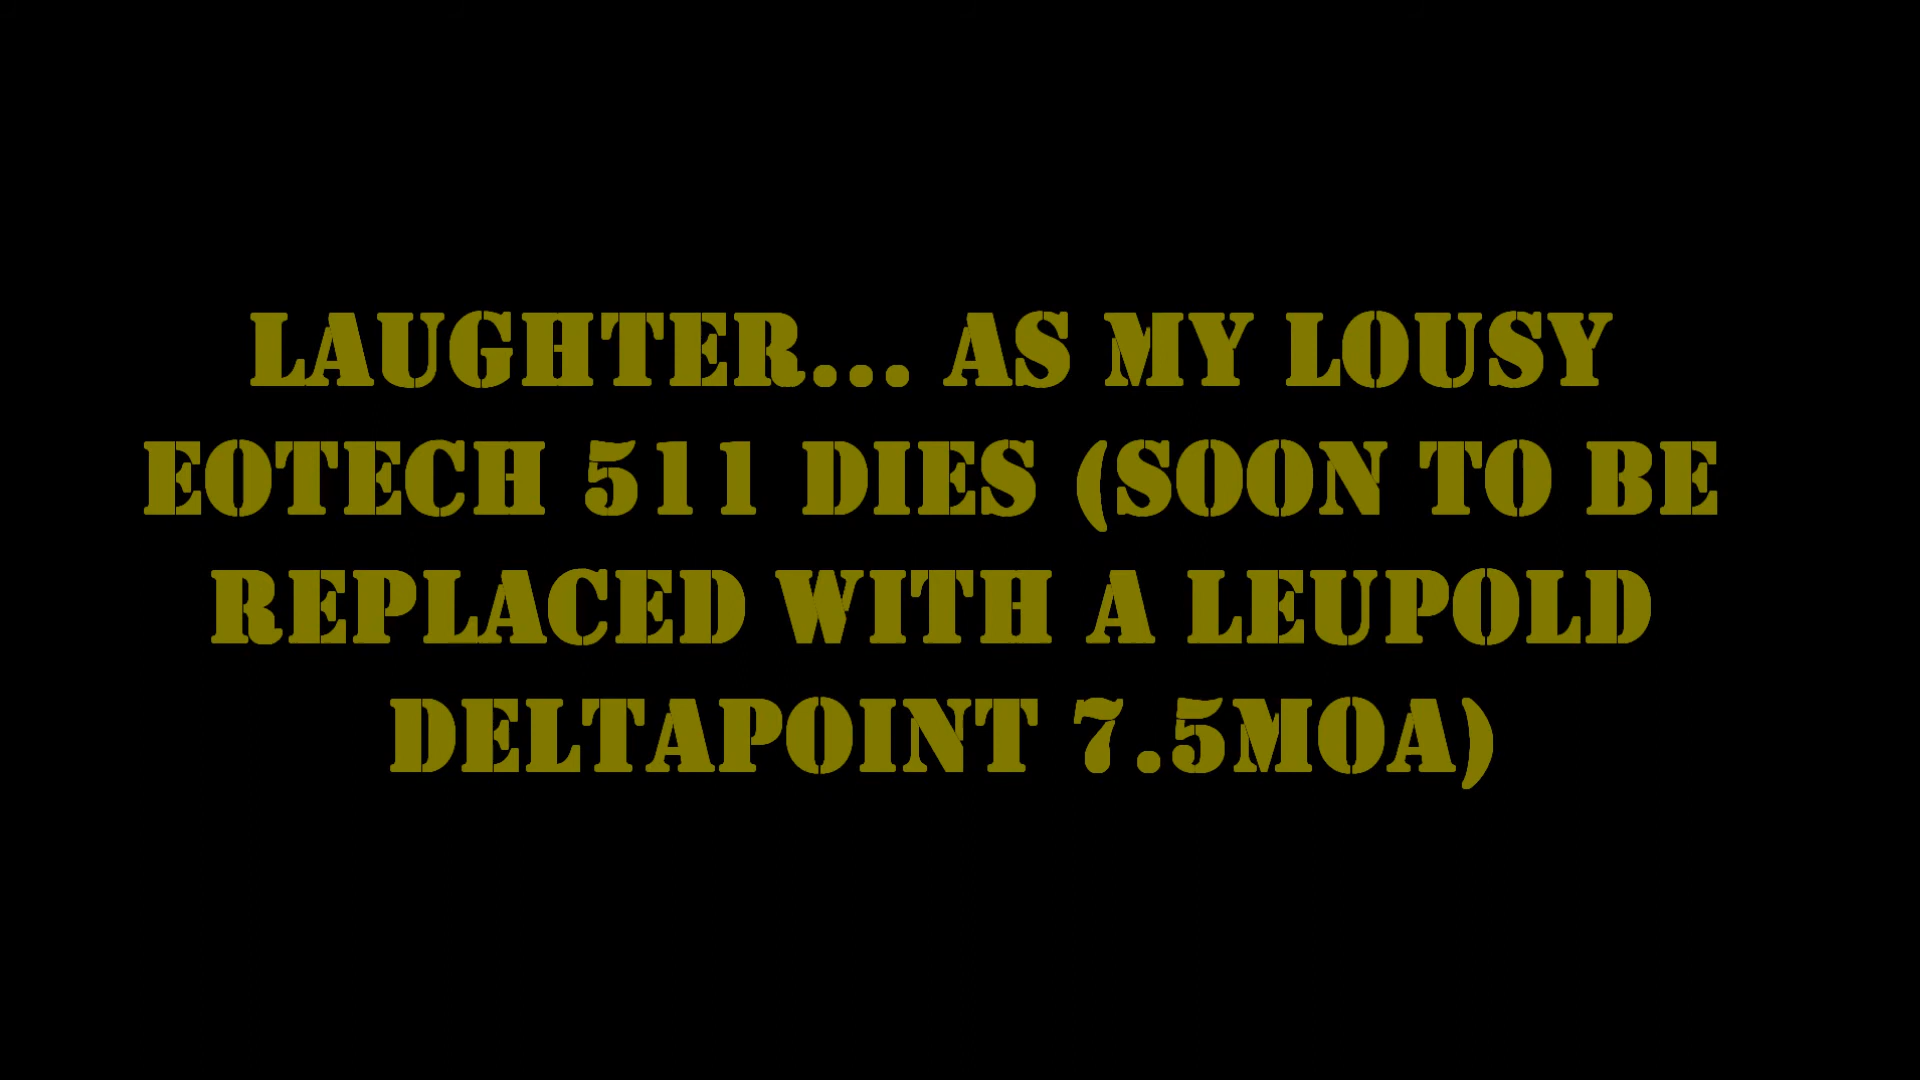 LAUGHTER... AS MY LOUSY
EOTECH 511 DIES (SOON TO BE
REPLACED WITH A LEUPOLD
DELTAPOINT 7.5MOA)